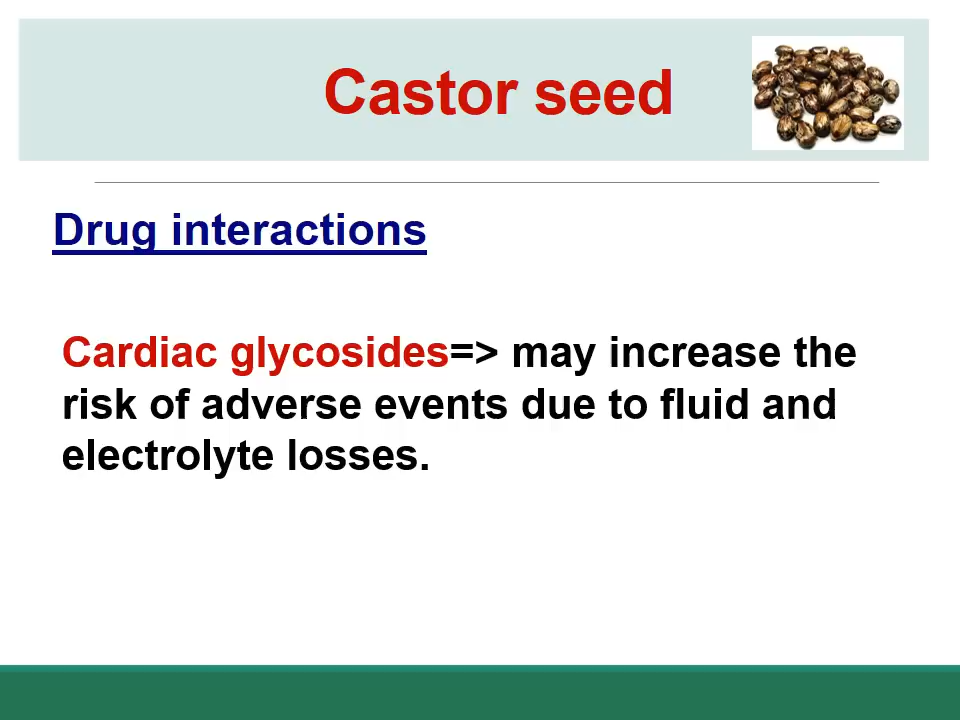 Castor seed
Drug interactions
Cardiac glycosides=> may increase the
risk of adverse events due to fluid and
electrolyte losses.